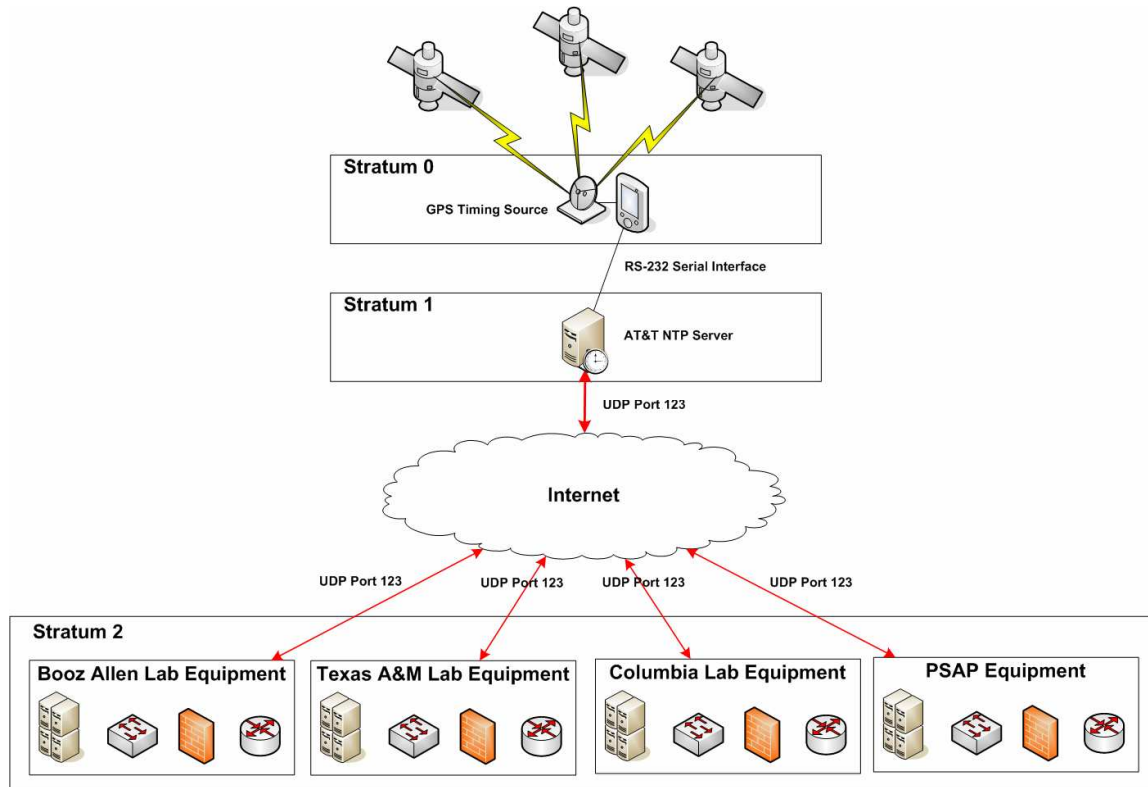 Stratum 0
GPS Timing Source
RS-232 Serial Interface
Stratum 1
AT&T NTP Server
UDP Port 123
Internet
UDP Port 123
UDP Port 123
UDP Port 123
UDP Port 123
Stratum 2
Booz Allen Lab Equipment
Texas A&M Lab Equipment
Columbia Lab Equipment
PSAP Equipment